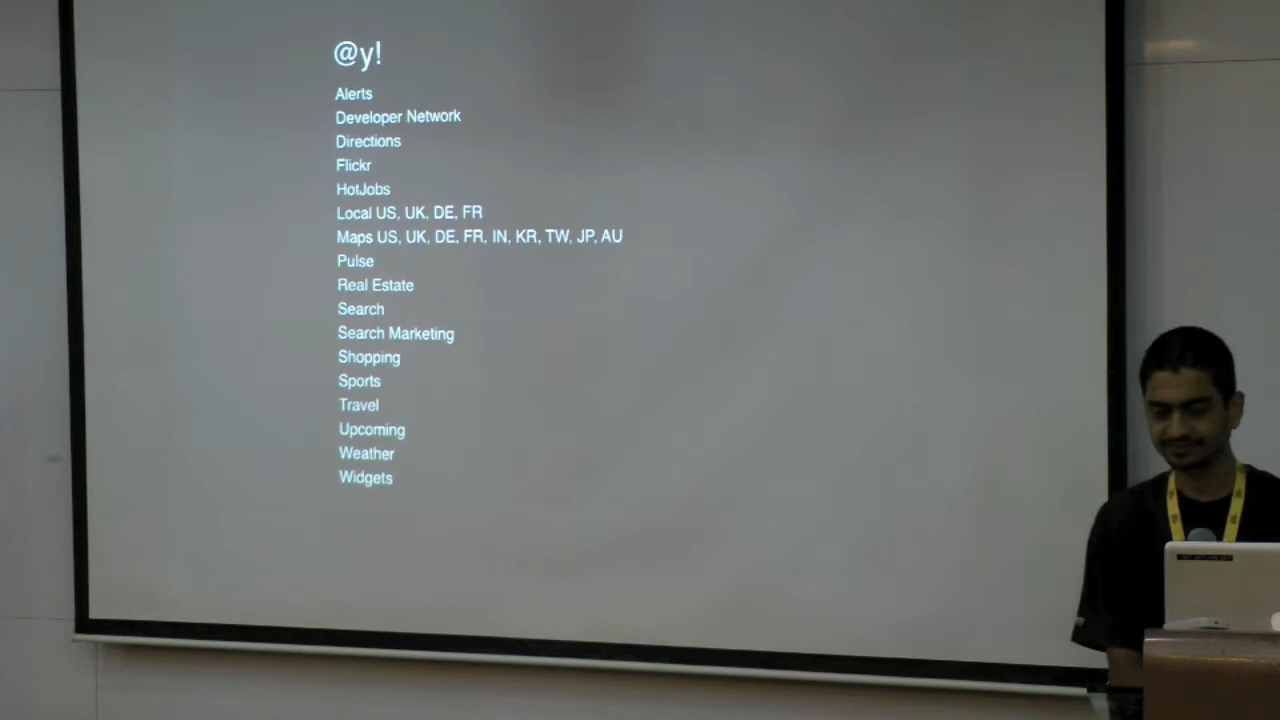 @y!
Alerts
Developer Network
Directions
Flickr
HotJobs
Local US, UK, DE, FR
Maps US, UK, DE, FR, IN, KR, TW, JP, AU
Pulse
Real Estate
Search
Search Marketing
Shopping
Sports
Travel
Upcoming
Weather
Widgets